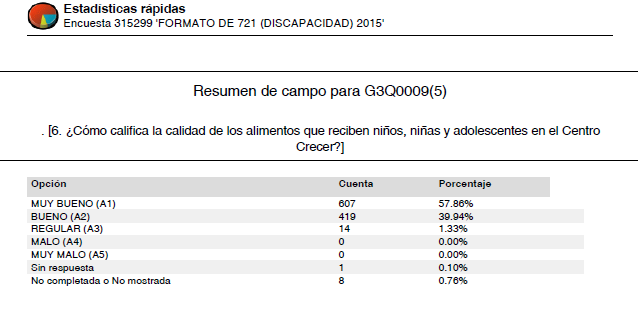 Estadísticas rápidas
Encuesta 315299 'FORMATO DE 721 (DISCAPACIDAD) 2015'
Resumen de campo para G3Q0009(5)
. [6. ¿Cómo califica la calidad de los alimentos que reciben niños, niñas y adolescentes en el Centro
Crecer?]
Opción Cuenta Porcentaje
MUY BUENO (A1) 607 57.86%
BUENO (A2) 419 39.94%
REGULAR (A3) 14 1.33%
MALO (A4) 0 0.00%
MUY MALO (A5) 0 0.00%
Sin respuesta 1 0.10%
No completada o No mostrada 8 0.76%